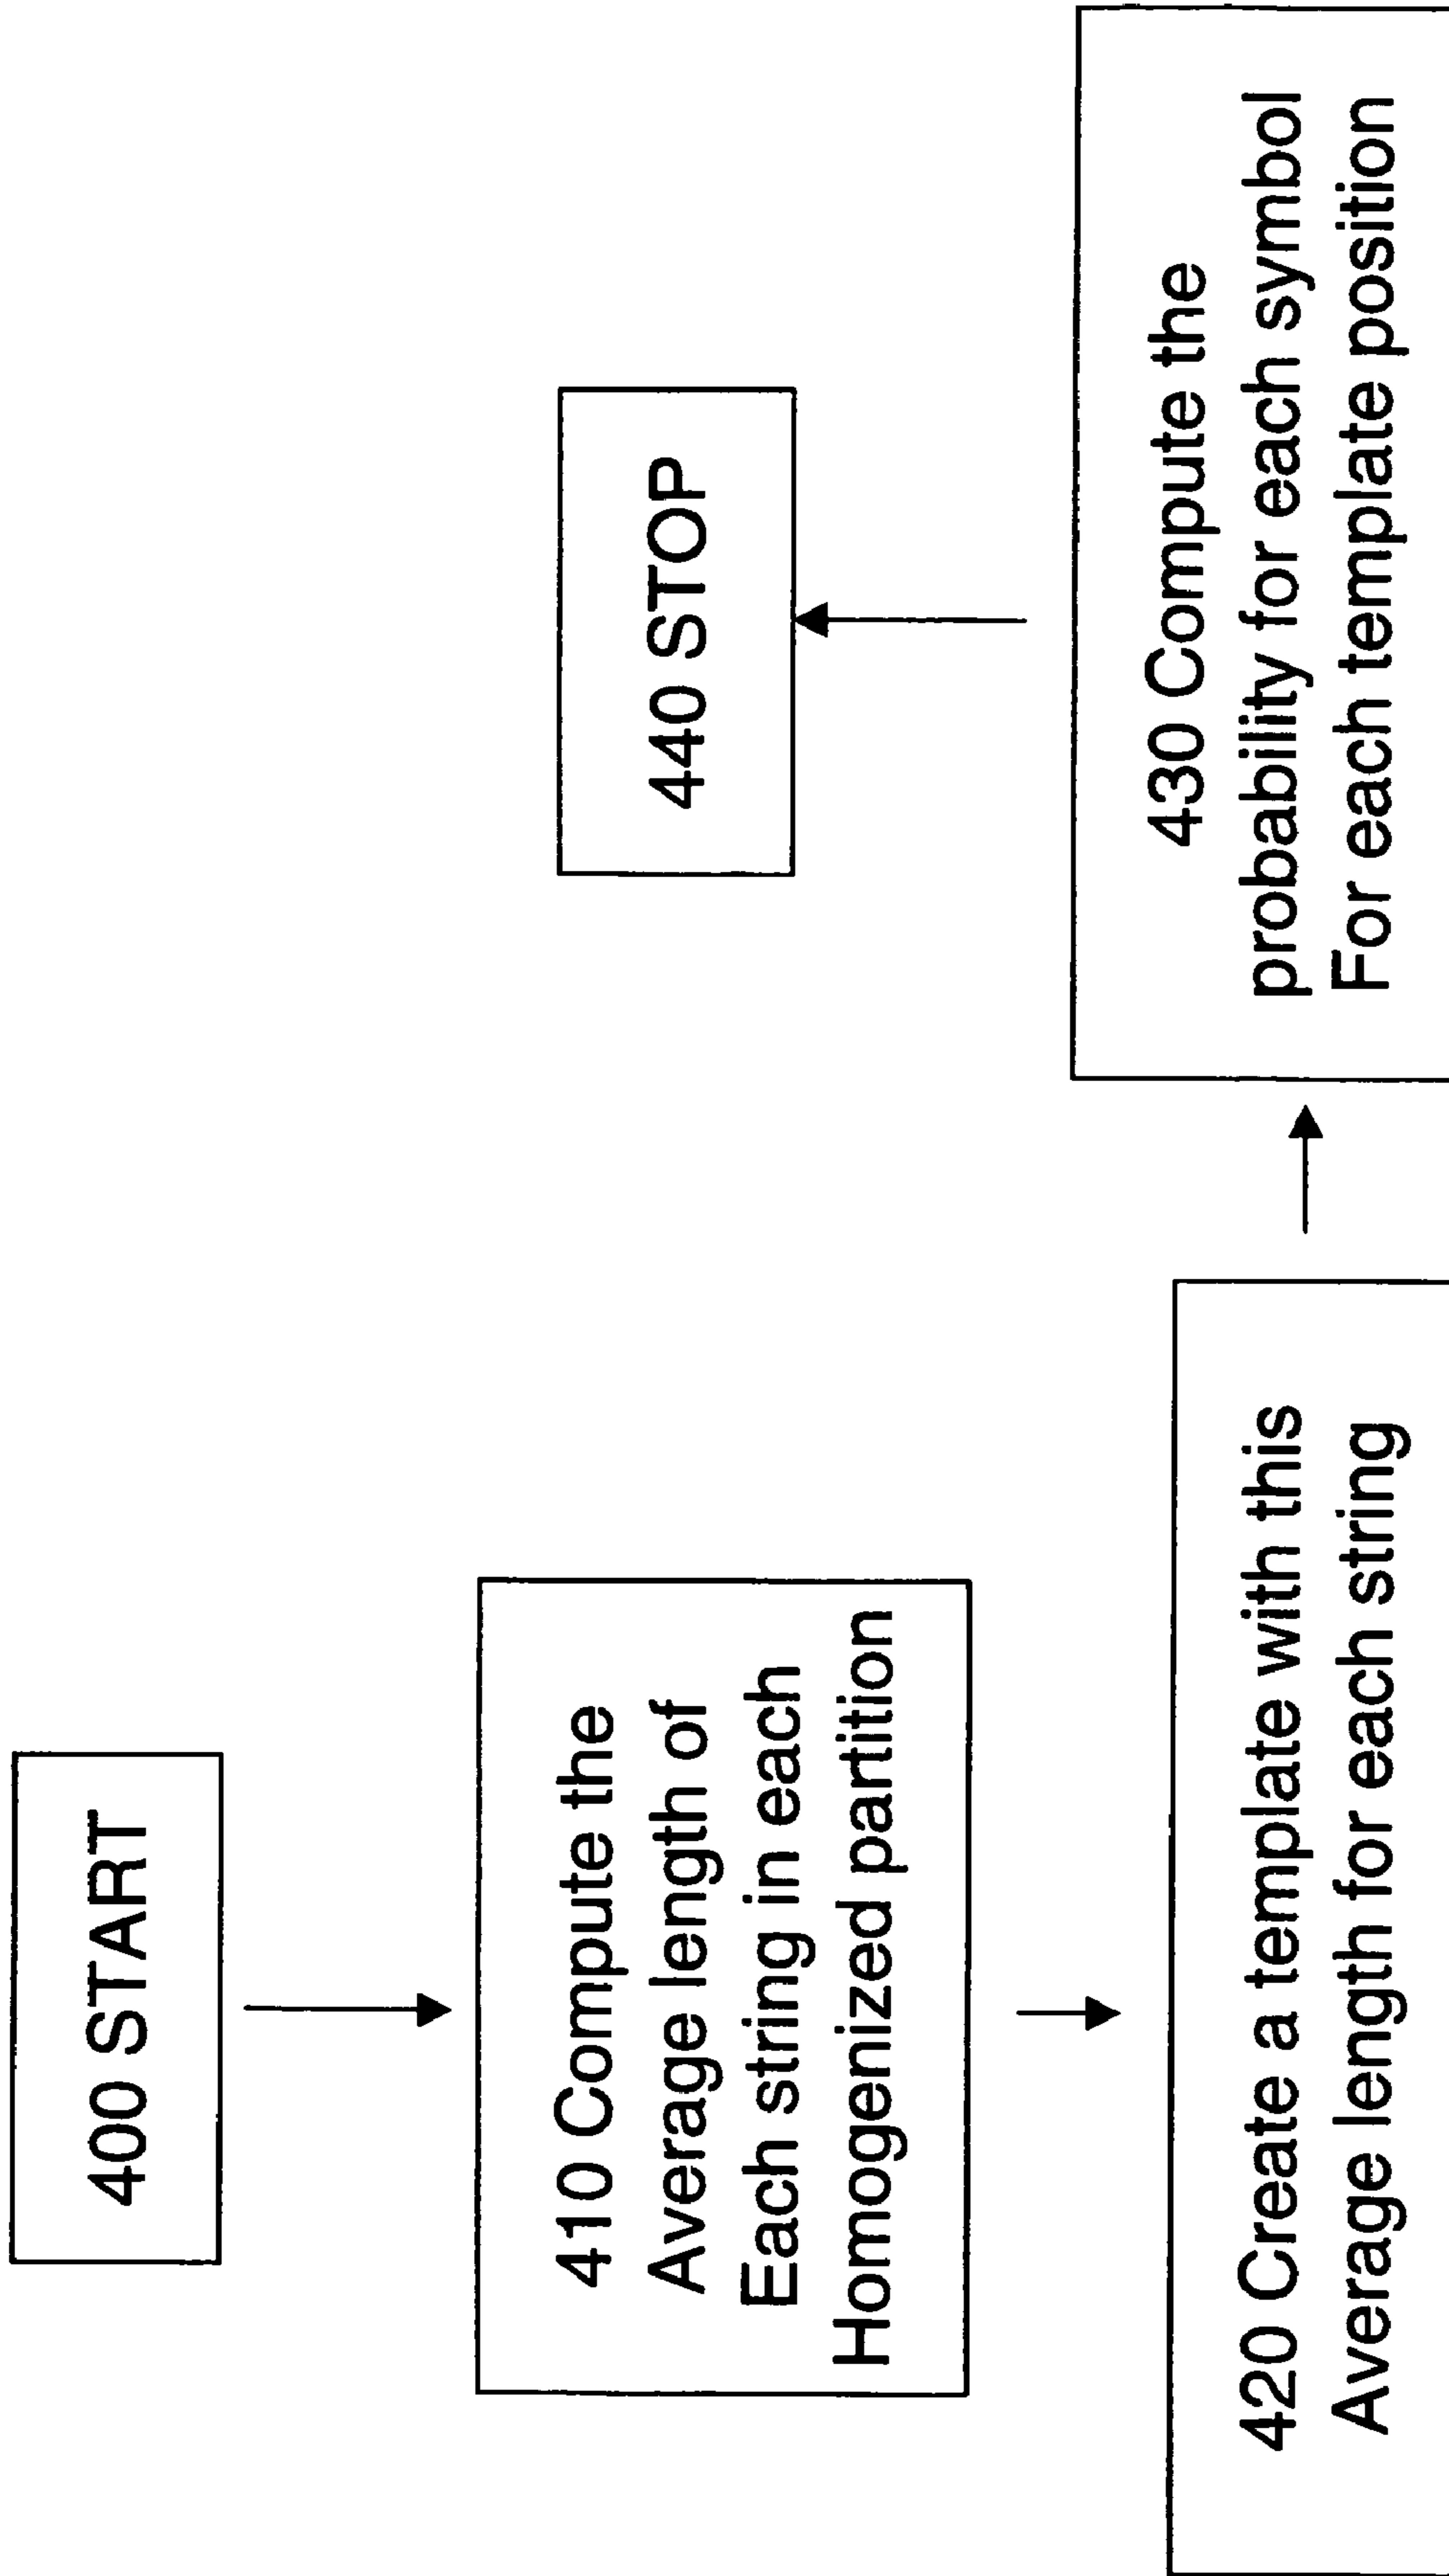 400 START
410 Compute the
Average length of
Each string in each
Homogenized partition
420 Create a template with this
Average length for each string
430 Compute the
probability for each symbol
For each template position
440 STOP